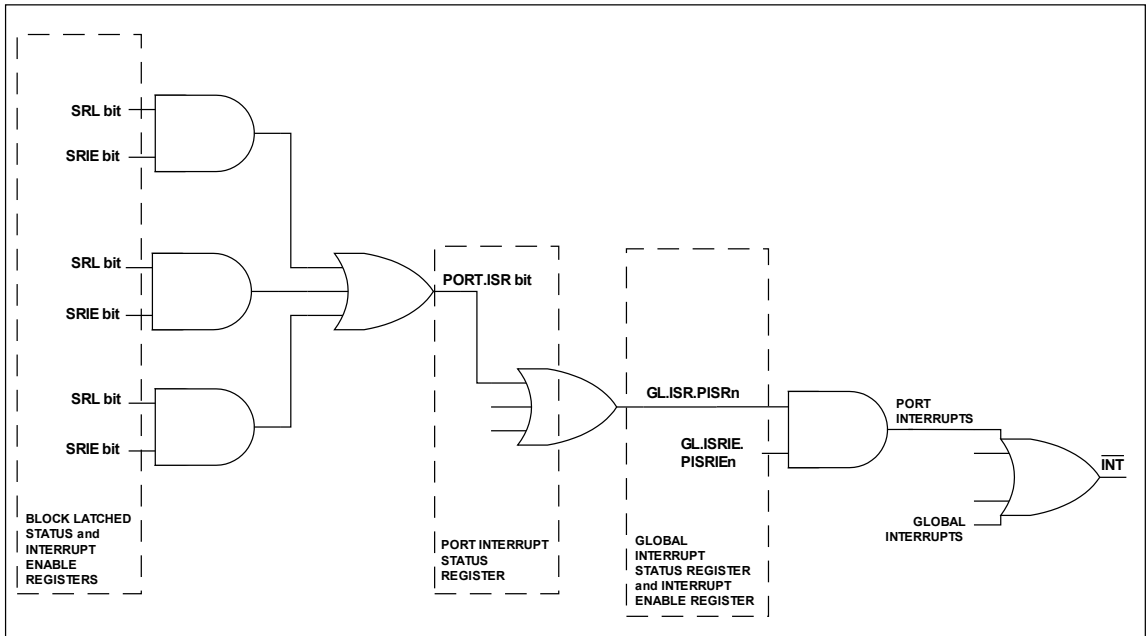 SRL bit
SRIE bit
SRL bit
SRIE bit
SRL bit
SRIE bit
BLOCK LATCHED
STATUS and
INTERRUPT
ENABLE
REGISTERS
PORT.ISR bit
PORT INTERRUPT
STATUS
REGISTER
GL.ISR.PISRn
GL.ISRIE.
PISRIEn
GLOBAL
INTERRUPT
STATUS REGISTER
and INTERRUPT
ENABLE REGISTER
PORT
INTERRUPTS
GLOBAL
INTERRUPTS
INT